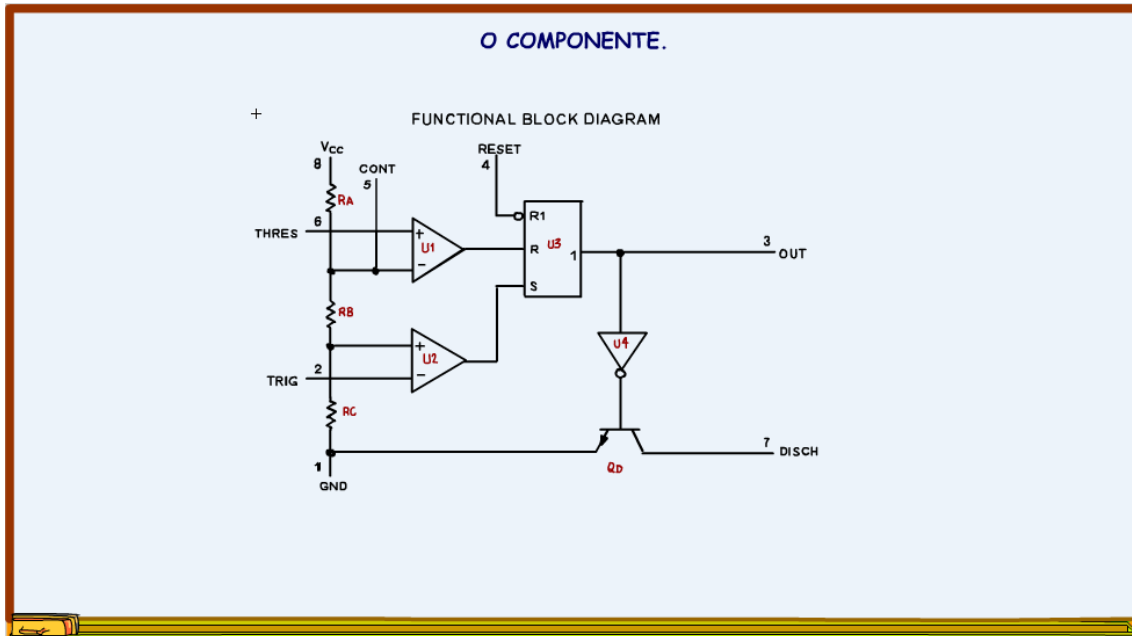 O COMPONENTE.
FUNCTIONAL BLOCK DIAGRAM
VCC
8
CONT
5
RESET
4
RA
6
THRES
+
U1
-
R1
R
U3
1
S
3
OUT
RB
+
U2
-
2
TRIG
U4
RC
1
GND
QD
7
DISCH